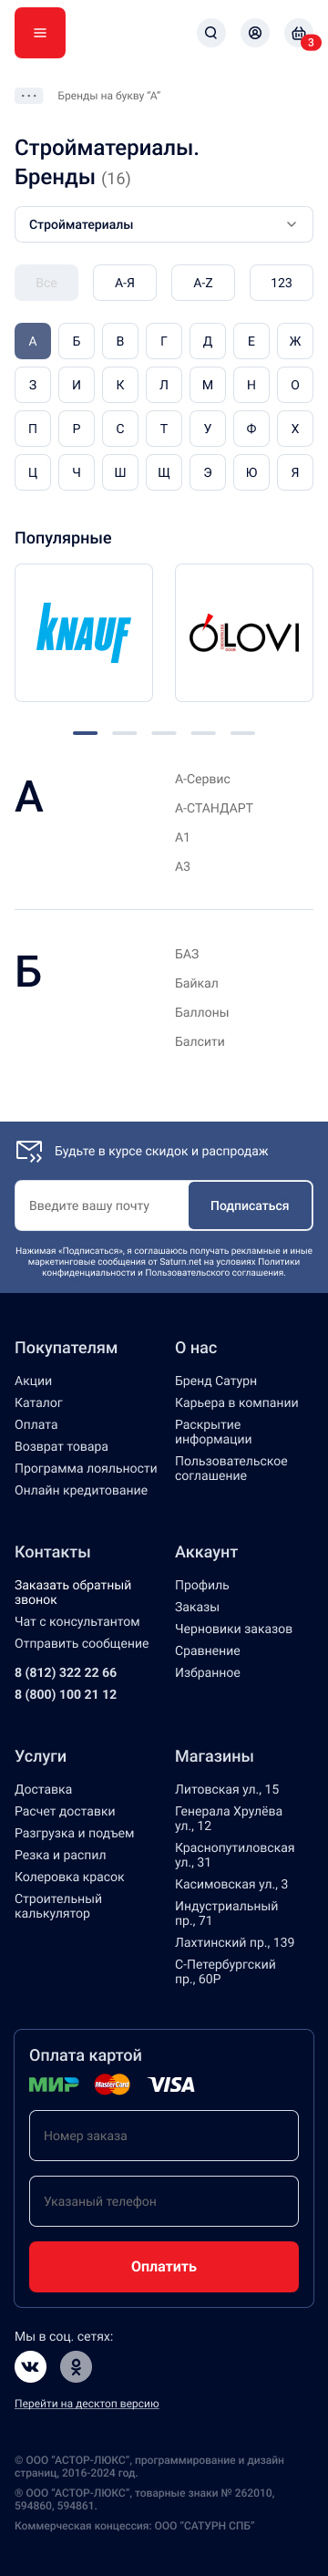 3
Бренды на букву “А”
Стройматериалы.
Бренды (16)
Стройматериалы
Все А-Я A-Z 123
А Б В Г Д Е Ж
З И К Л М Н О
П Р С Т У Ф Х
Ц Ч Ш Щ Э Ю Я
Популярные
KNAUF
OLOVI
А
А-Сервис
А-СТАНДАРТ
А1
А3
Б
БАЗ
Байкал
Баллоны
Балсити
Будьте в курсе скидок и распродаж
Введите вашу почту
Подписаться
Нажимая «Подписаться», я соглашаюсь получать рекламные и иные
маркетинговые сообщения от Saturn.net на условиях Политики
конфиденциальности и Пользовательского соглашения.
Покупателям
Акции
Каталог
Оплата
Возврат товара
Программа лояльности
Онлайн кредитование
О нас
Бренд Сатурн
Карьера в компании
Раскрытие
информации
Пользовательское
соглашение
Контакты
Заказать обратный
звонок
Чат с консультантом
Отправить сообщение
8 (812) 322 22 66
8 (800) 100 21 12
Аккаунт
Профиль
Заказы
Черновики заказов
Сравнение
Избранное
Услуги
Доставка
Расчет доставки
Разгрузка и подъем
Резка и распил
Колеровка красок
Строительный
калькулятор
Магазины
Литовская ул., 15
Генерала Хрулёва
ул., 12
Краснопутиловская
ул., 31
Касимовская ул., 3
Индустриальный
пр., 71
Лахтинский пр., 139
С-Петербургский
пр., 60Р
Оплата картой
МИР MasterCard VISA
Номер заказа
Указаный телефон
Оплатить
Мы в соц. сетях:
Перейти на десктоп версию
© ООО “АСТОР-ЛЮКС”, программирование и дизайн
страниц, 2016-2024 год.
® ООО “АСТОР-ЛЮКС”, товарные знаки № 262010,
594860, 594861.
Коммерческая концессия: ООО “САТУРН СПБ”